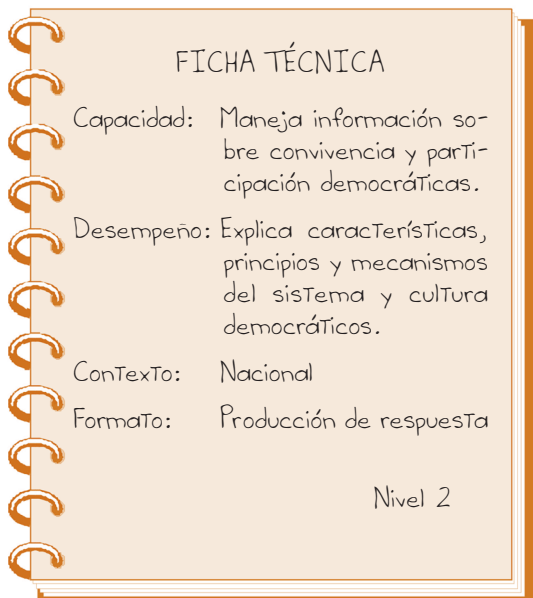 FICHA TÉCNICA
Capacidad: Maneja información so-
bre convivencia y parti-
cipación democráticas.
Desempeño: Explica características,
principios y mecanismos
del sistema y cultura
democráticos.
Contexto: Nacional
Formato: Producción de respuesta
Nivel 2